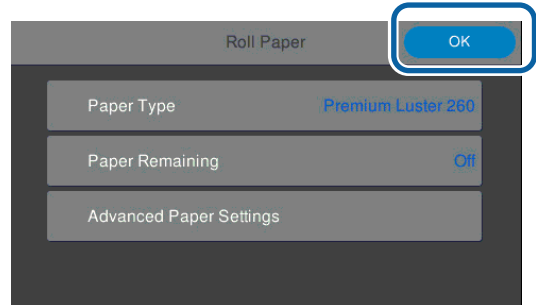 Roll Paper OK
Paper Type Premium Luster 260
Paper Remaining Off
Advanced Paper Settings